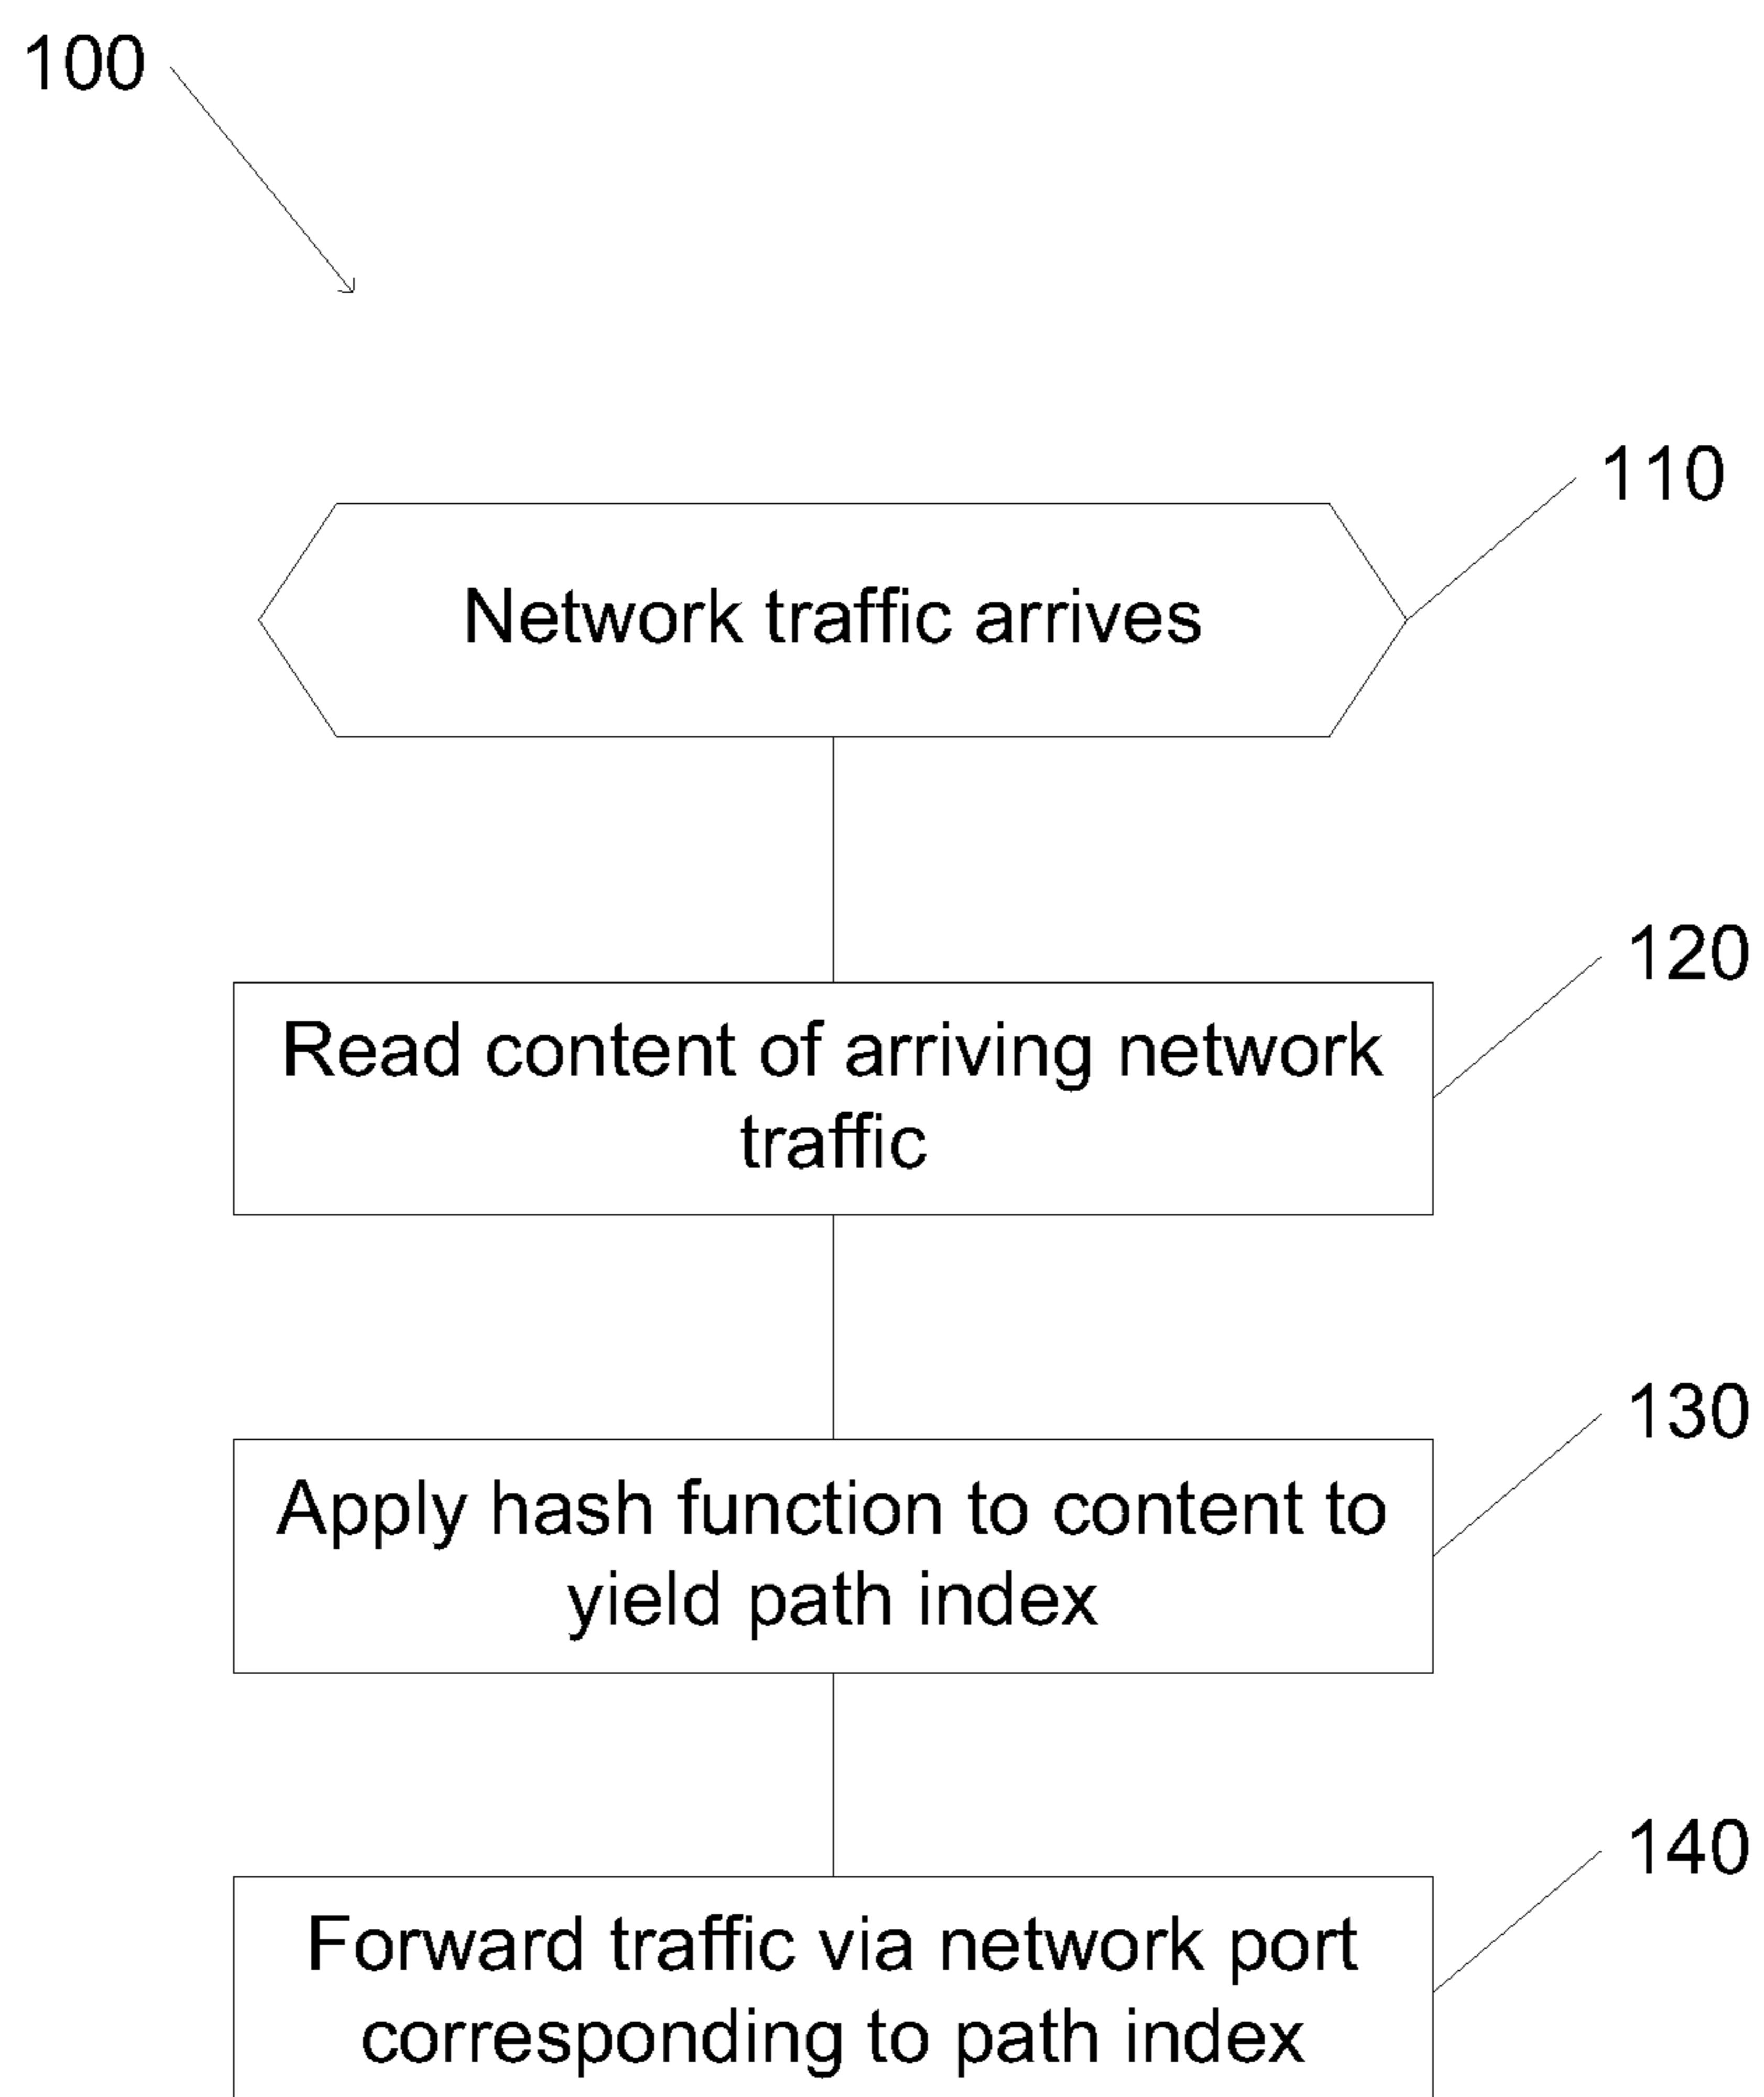 100
110
Network traffic arrives
120
Read content of arriving network
traffic
130
Apply hash function to content to
yield path index
140
Forward traffic via network port
corresponding to path index